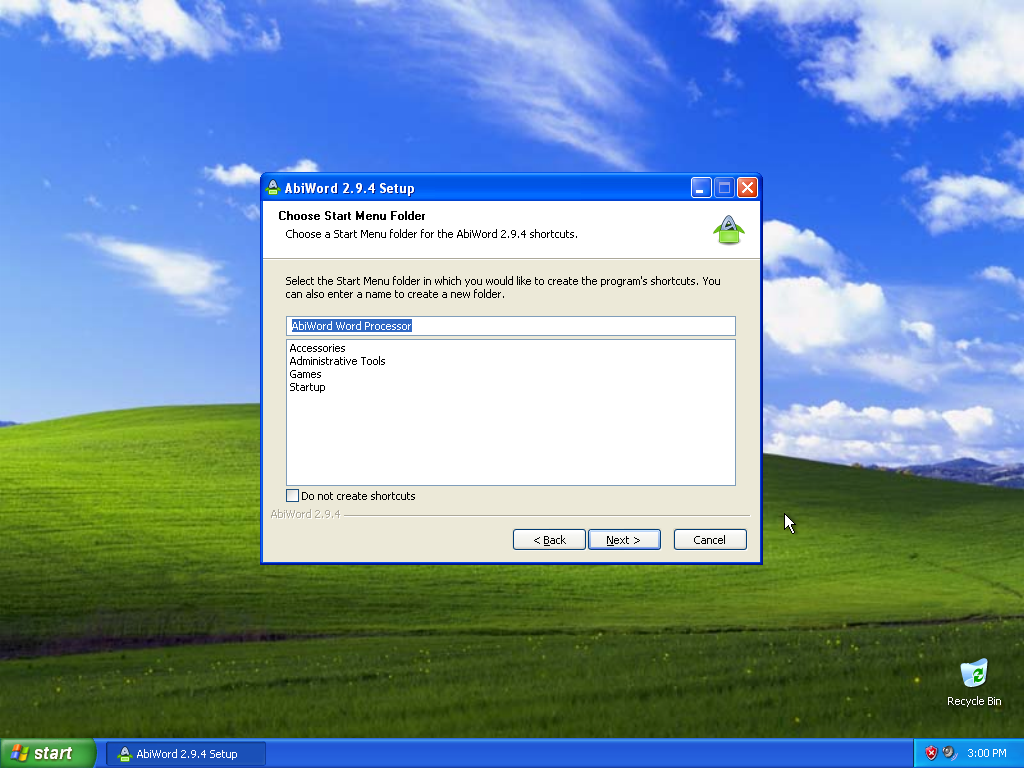 AbiWord 2.9.4 Setup
Choose Start Menu Folder
Choose a Start Menu folder for the AbiWord 2.9.4 shortcuts.
Select the Start Menu folder in which you would like to create the program's shortcuts. You
can also enter a name to create a new folder.
AbiWord Word Processor
Accessories
Administrative Tools
Games
Startup
Do not create shortcuts
AbiWord 2.9.4
< Back
Next >
Cancel
Recycle Bin
start
AbiWord 2.9.4 Setup
3:00 PM